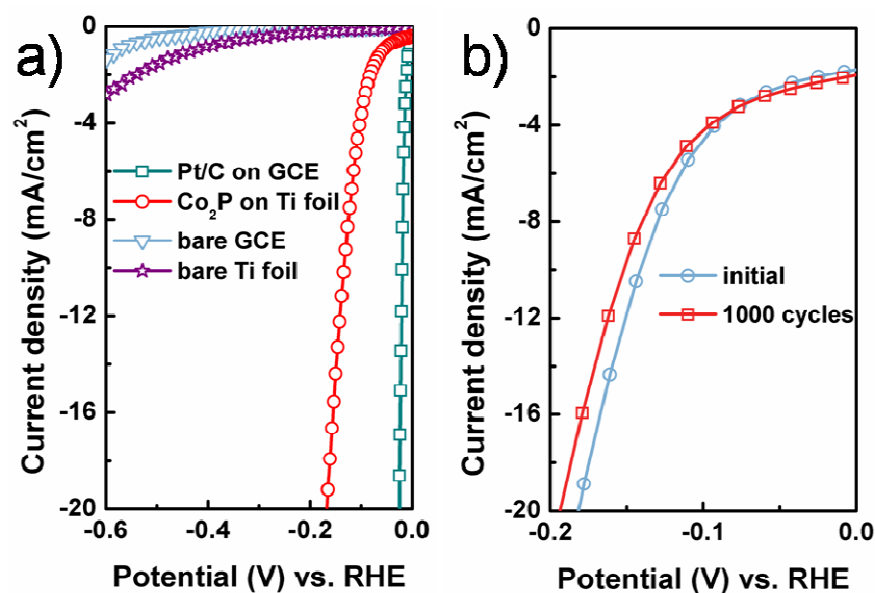 a)
Current density (mA/cm²)
0
-4
-8
-12
-16
-20
Pt/C on GCE
Co₂P on Ti foil
bare GCE
bare Ti foil
-0.6
-0.4
-0.2
0.0
Potential (V) vs. RHE
b)
Current density (mA/cm²)
0
-4
-8
-12
-16
-20
initial
1000 cycles
-0.2
-0.1
0.0
Potential (V) vs. RHE